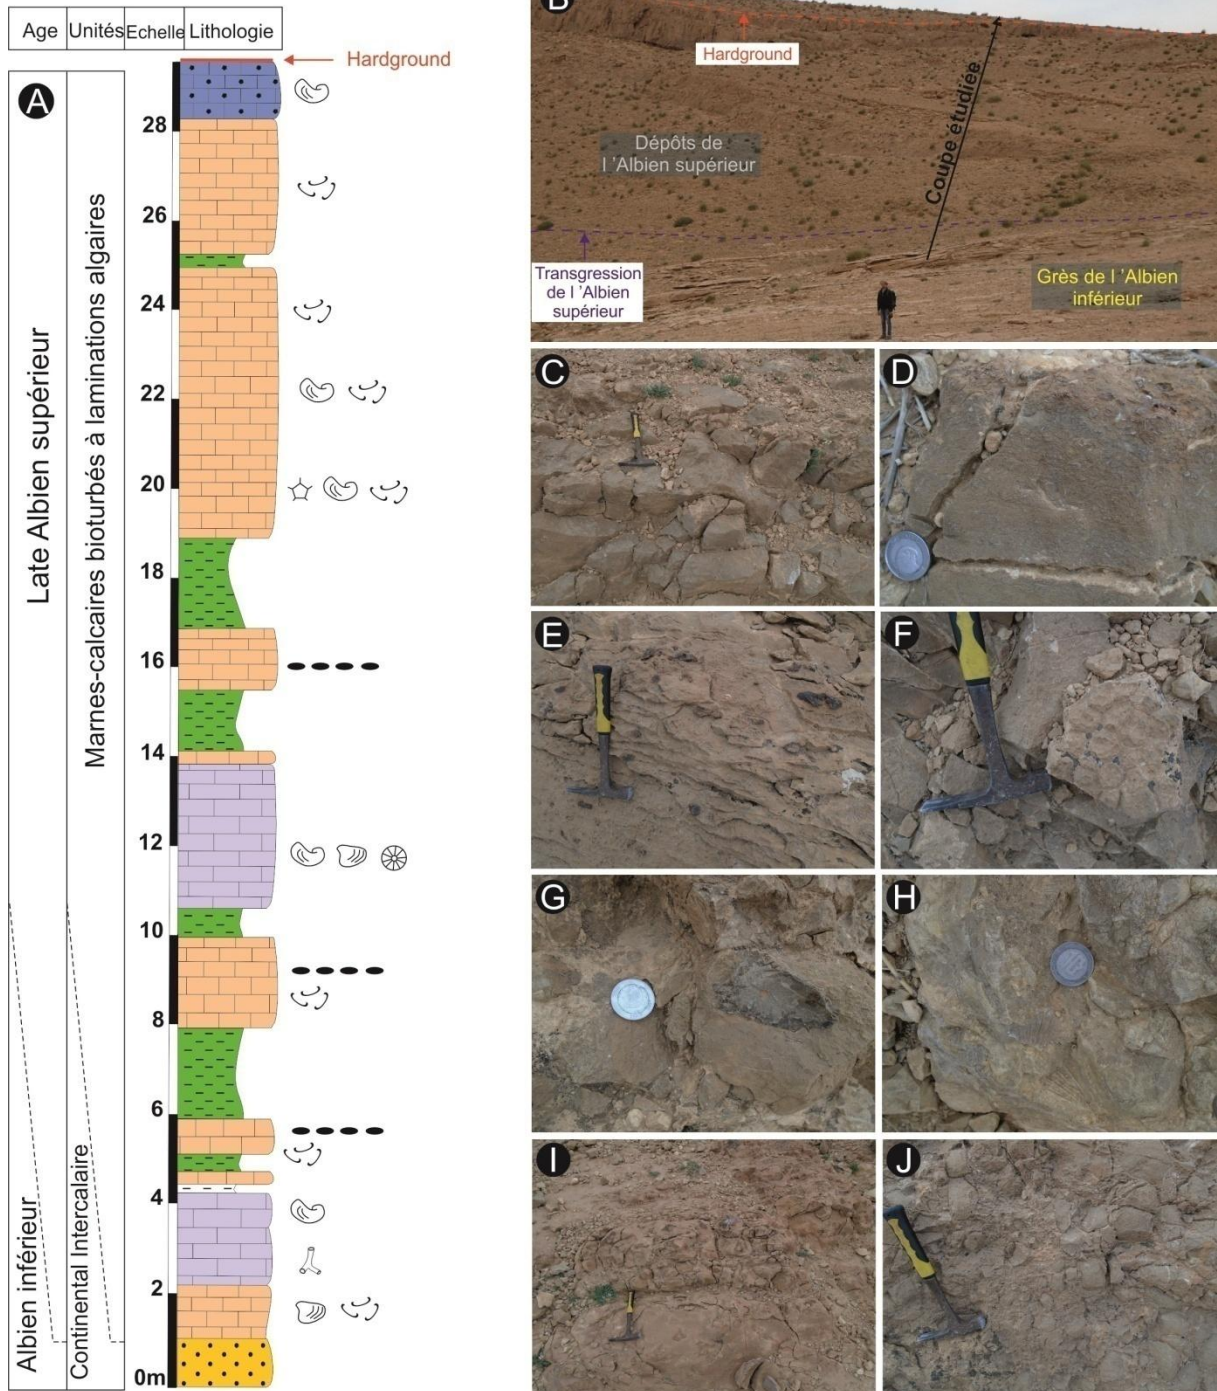 Age Unités Echelle Lithologie
Hardground
A
28
26
24
22
20
18
16
14
12
10
8
6
4
2
0m
Late Albien supérieur
Albien inférieur
Marnes-calcaires bioturbés à laminations algaires
Continental Intercalaire
B
Hardground
Dépôts de
l 'Albien supérieur
Coupe étudiée
Transgression
de l 'Albien
supérieur
Grès de l 'Albien
inférieur
C
D
E
F
G
H
I
J